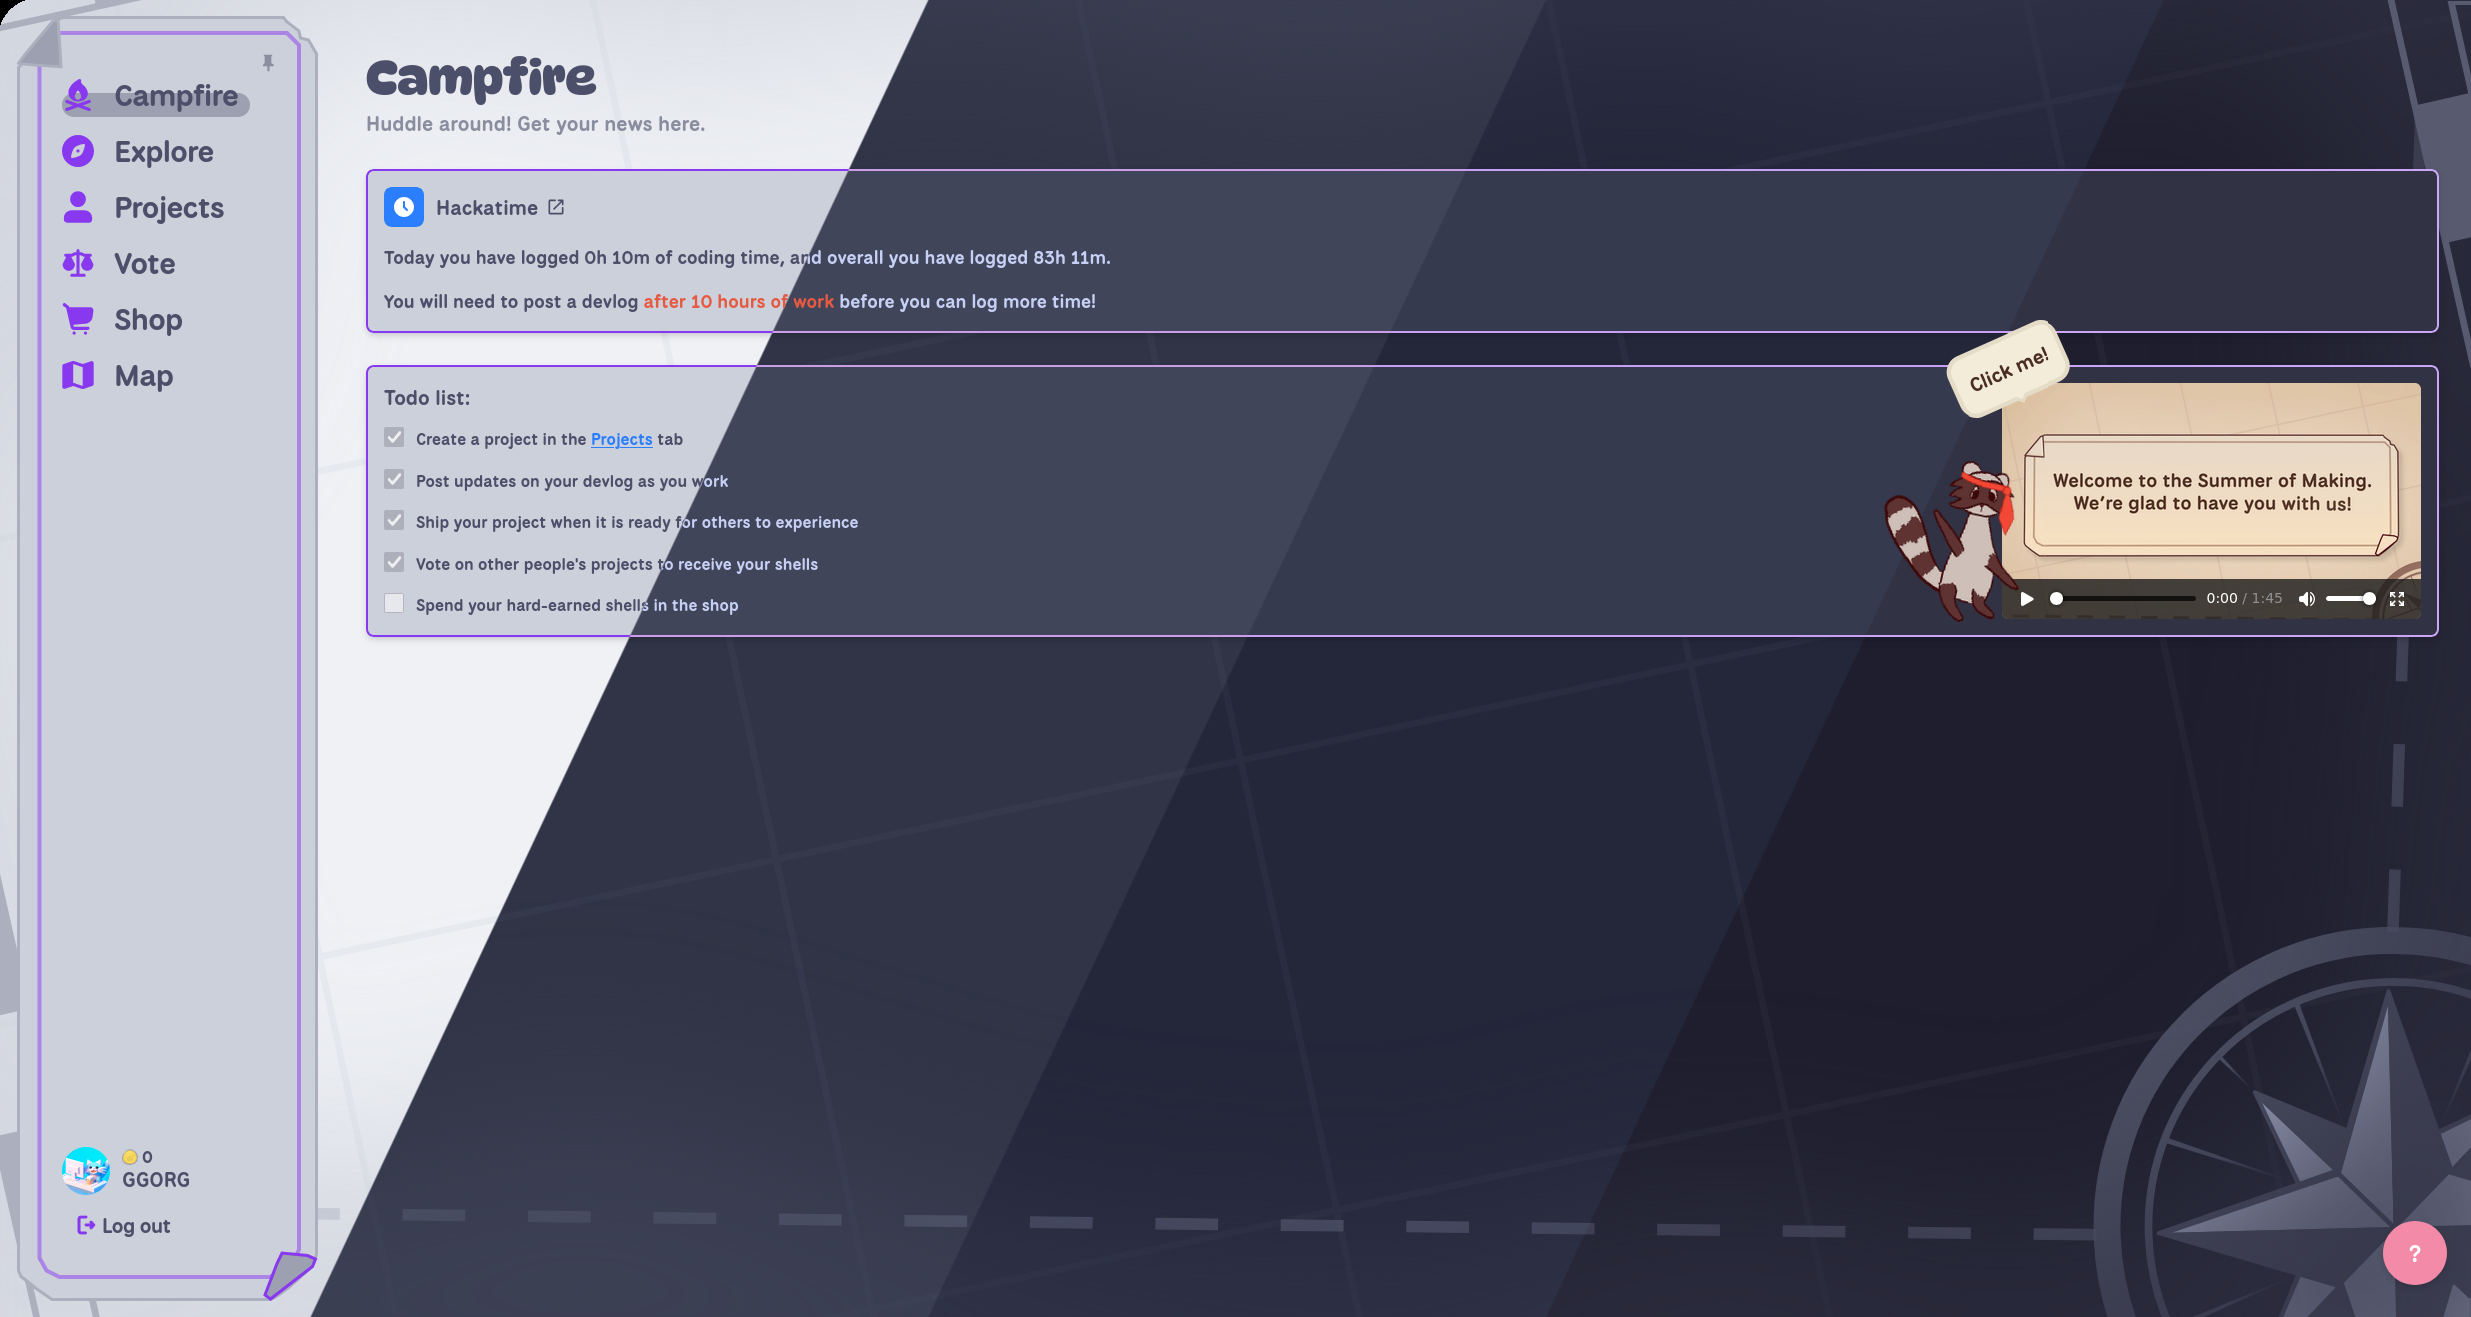 Campfire
Explore
Projects
Vote
Shop
Map
0
GGORG
Log out
Campfire
Huddle around! Get your news here.
Hackatime
Today you have logged 0h 10m of coding time, and overall you have logged 83h 11m.
You will need to post a devlog after 10 hours of work before you can log more time!
Todo list:
Create a project in the Projects tab
Post updates on your devlog as you work
Ship your project when it is ready for others to experience
Vote on other people's projects to receive your shells
Spend your hard-earned shells in the shop
Click me!
Welcome to the Summer of Making.
We're glad to have you with us!
0:00 / 1:45
?